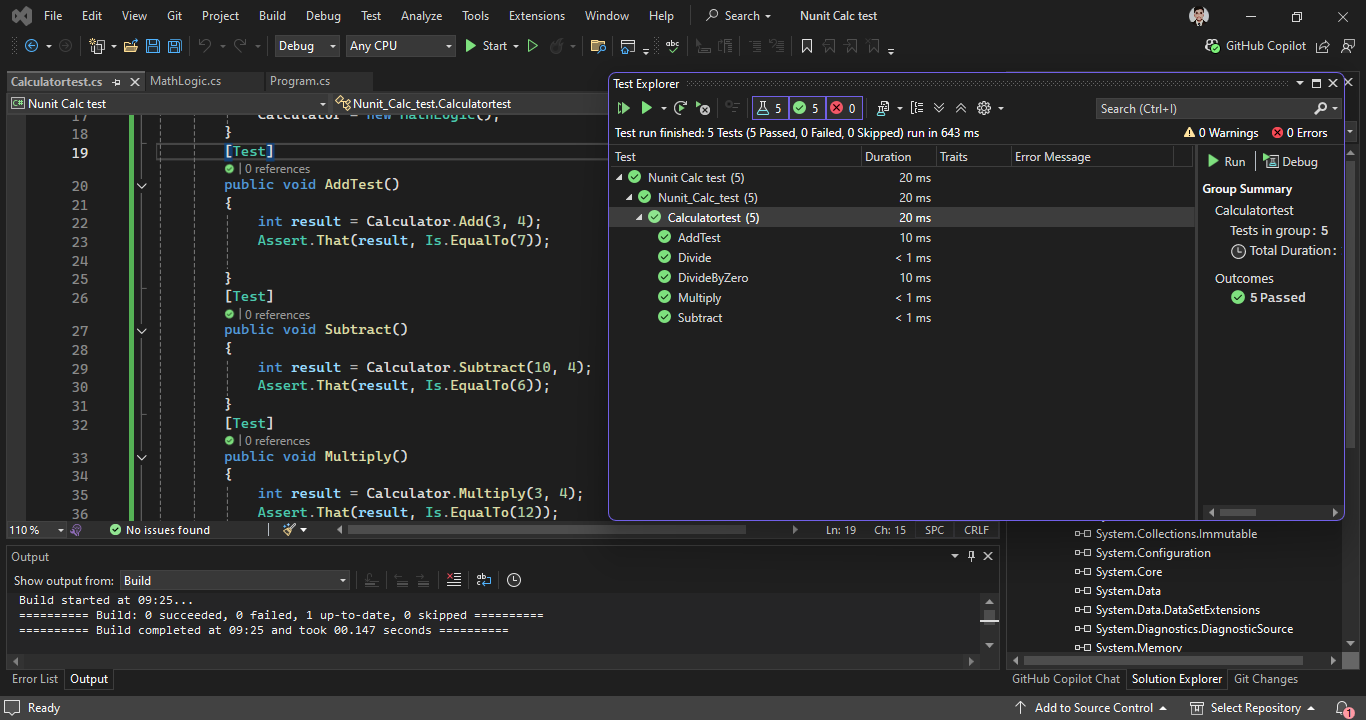 File Edit View Git Project Build Debug Test Analyze Tools Extensions Window Help Search Nunit Calc test
Debug Any CPU Start GitHub Copilot
Calculatortest.cs MathLogic.cs Program.cs
Nunit Calc test Nunit_Calc_test.Calculatortest
17 Calculator = new MathLogic();
18 }
19 [Test]
0 references
20 public void AddTest()
21 {
22 int result = Calculator.Add(3, 4);
23 Assert.That(result, Is.EqualTo(7));
24
25 }
26 [Test]
0 references
27 public void Subtract()
28 {
29 int result = Calculator.Subtract(10, 4);
30 Assert.That(result, Is.EqualTo(6));
31 }
32 [Test]
0 references
33 public void Multiply()
34 {
35 int result = Calculator.Multiply(3, 4);
36 Assert.That(result, Is.EqualTo(12));
110 % No issues found Ln: 19 Ch: 15 SPC CRLF
Test Explorer
5 5 0 Search (Ctrl+I)
Test run finished: 5 Tests (5 Passed, 0 Failed, 0 Skipped) run in 643 ms 0 Warnings 0 Errors
Test Duration Traits Error Message
Nunit Calc test (5) 20 ms
Nunit_Calc_test (5) 20 ms
Calculatortest (5) 20 ms
AddTest 10 ms
Divide < 1 ms
DivideByZero 10 ms
Multiply < 1 ms
Subtract < 1 ms
Run Debug
Group Summary
Calculatortest
Tests in group: 5
Total Duration:
Outcomes
5 Passed
Output
Show output from: Build
Build started at 09:25...
========== Build: 0 succeeded, 0 failed, 1 up-to-date, 0 skipped ==========
========== Build completed at 09:25 and took 00.147 seconds ==========
Error List Output
System.Collections.Immutable
System.Configuration
System.Core
System.Data
System.Data.DataSetExtensions
System.Diagnostics.DiagnosticSource
System.Memory
GitHub Copilot Chat Solution Explorer Git Changes
Ready Add to Source Control Select Repository 1